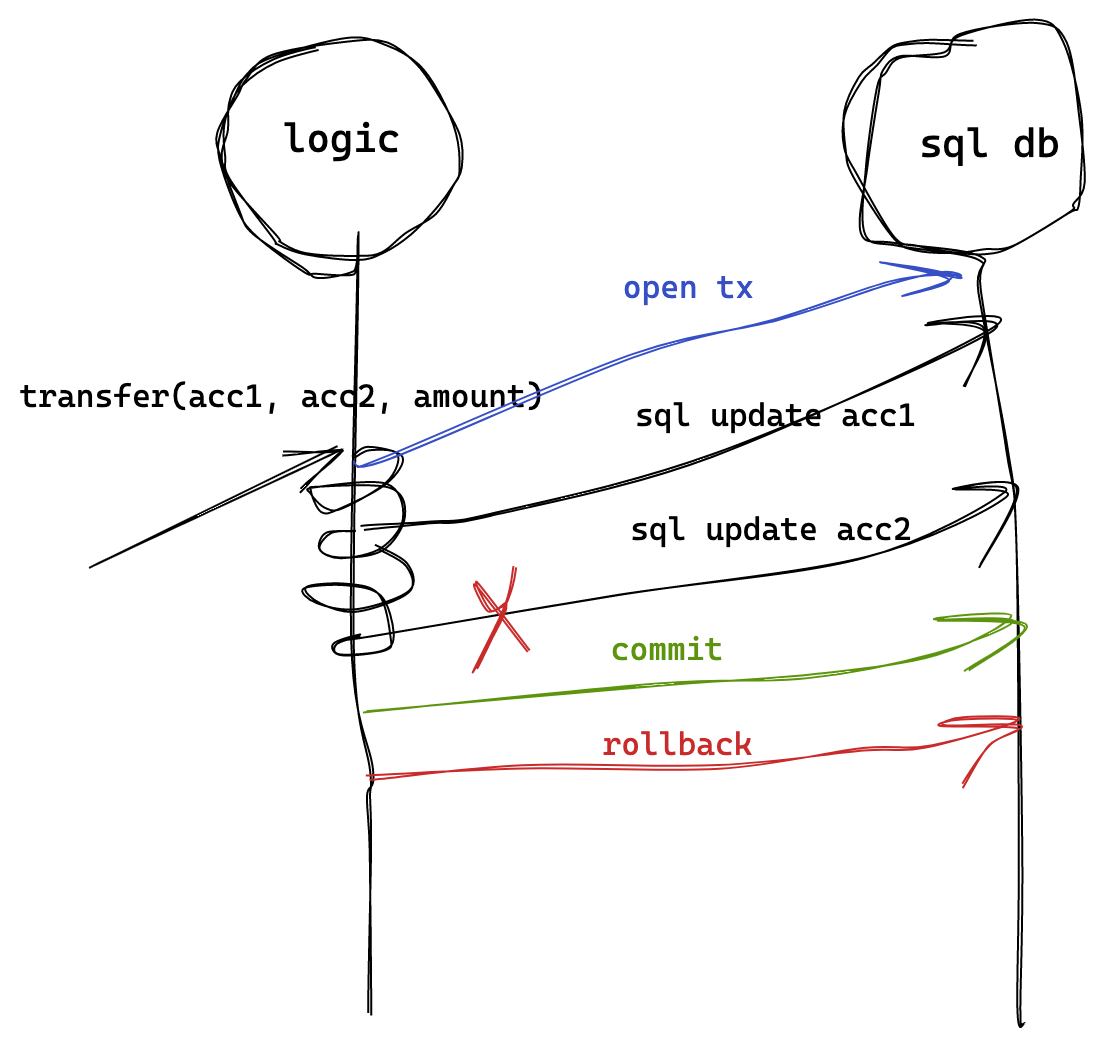 logic
sql db
open tx
transfer(acc1, acc2, amount)
sql update acc1
sql update acc2
commit
rollback